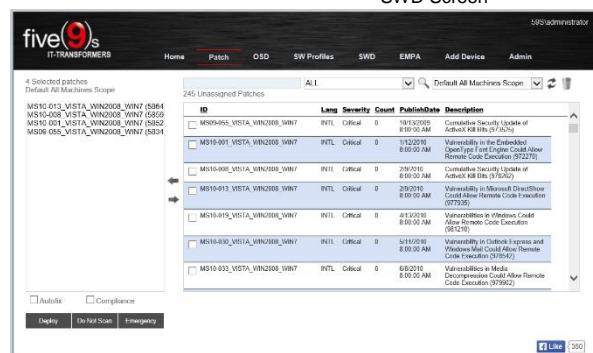 SWD Screen
59S\administrator
five(9)s
IT-TRANSFORMERS
Home Patch OSD SW Profiles SWD EMPA Add Device Admin
4 Selected patches
Default All Machines Scope
ALL
Default All Machines Scope
245 Unassigned Patches
MS10-013_VISTA_WIN2008_WIN7 (5864
MS10-008_VISTA_WIN2008_WIN7 (5859
MS10-001_VISTA_WIN2008_WIN7 (5852
MS09-055_VISTA_WIN2008_WIN7 (5834
ID Lang Severity Count PublishDate Description
MS09-055_VISTA_WIN2008_WIN7 INTL Critical 0 10/13/2009 8:00:00 AM Cumulative Security Update of ActiveX Kill Bits (973525)
MS10-001_VISTA_WIN2008_WIN7 INTL Critical 0 1/12/2010 8:00:00 AM Vulnerability in the Embedded OpenType Font Engine Could Allow Remote Code Execution (972270)
MS10-008_VISTA_WIN2008_WIN7 INTL Critical 0 2/9/2010 8:00:00 AM Cumulative Security Update of ActiveX Kill Bits (978262)
MS10-013_VISTA_WIN2008_WIN7 INTL Critical 0 2/9/2010 8:00:00 AM Vulnerability in Microsoft DirectShow Could Allow Remote Code Execution (977935)
MS10-019_VISTA_WIN2008_WIN7 INTL Critical 0 4/13/2010 8:00:00 AM Vulnerabilities in Windows Could Allow Remote Code Execution (981210)
MS10-030_VISTA_WIN2008_WIN7 INTL Critical 0 5/11/2010 8:00:00 AM Vulnerability in Outlook Express and Windows Mail Could Allow Remote Code Execution (978542)
MS10-033_VISTA_WIN2008_WIN7 INTL Critical 0 6/8/2010 8:00:00 AM Vulnerabilities in Media Decompression Could Allow Remote Code Execution (979902)
Autofix Compliance
Deploy Do Not Scan Emergency
Like 350